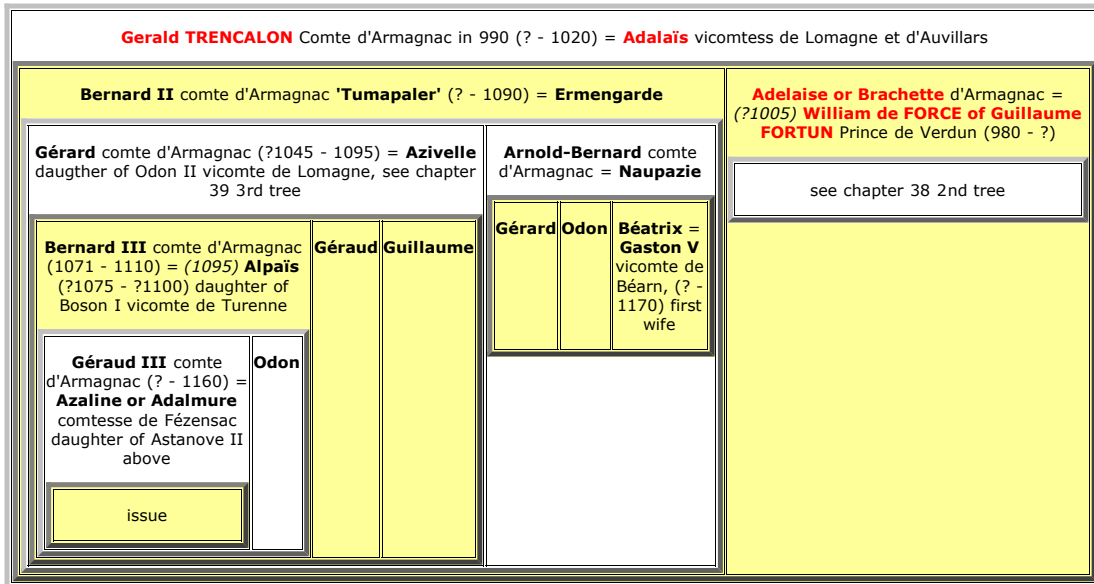 Gerald TRENCALON Comte d'Armagnac in 990 (? - 1020) = Adalaïs vicomtess de Lomagne et d'Auvillars
Bernard II comte d'Armagnac 'Tumapaler' (? - 1090) = Ermengarde
Gérard comte d'Armagnac (?1045 - 1095) = Azivelle
daugther of Odon II vicomte de Lomagne, see chapter
39 3rd tree
Bernard III comte d'Armagnac
(1071 - 1110) = (1095) Alpaïs
(?1075 - ?1100) daughter of
Boson I vicomte de Turenne
Géraud III comte
d'Armagnac (? - 1160) =
Azaline or Adalmure
comtesse de Fézensac
daughter of Astanove II
above
issue
Odon
Géraud
Guillaume
Arnold-Bernard comte
d'Armagnac = Naupazie
Gérard
Odon
Béatrix =
Gaston V
vicomte de
Béarn, (? -
1170) first
wife
Adelaise or Brachette d'Armagnac =
(?1005) William de FORCE of Guillaume
FORTUN Prince de Verdun (980 - ?)
see chapter 38 2nd tree